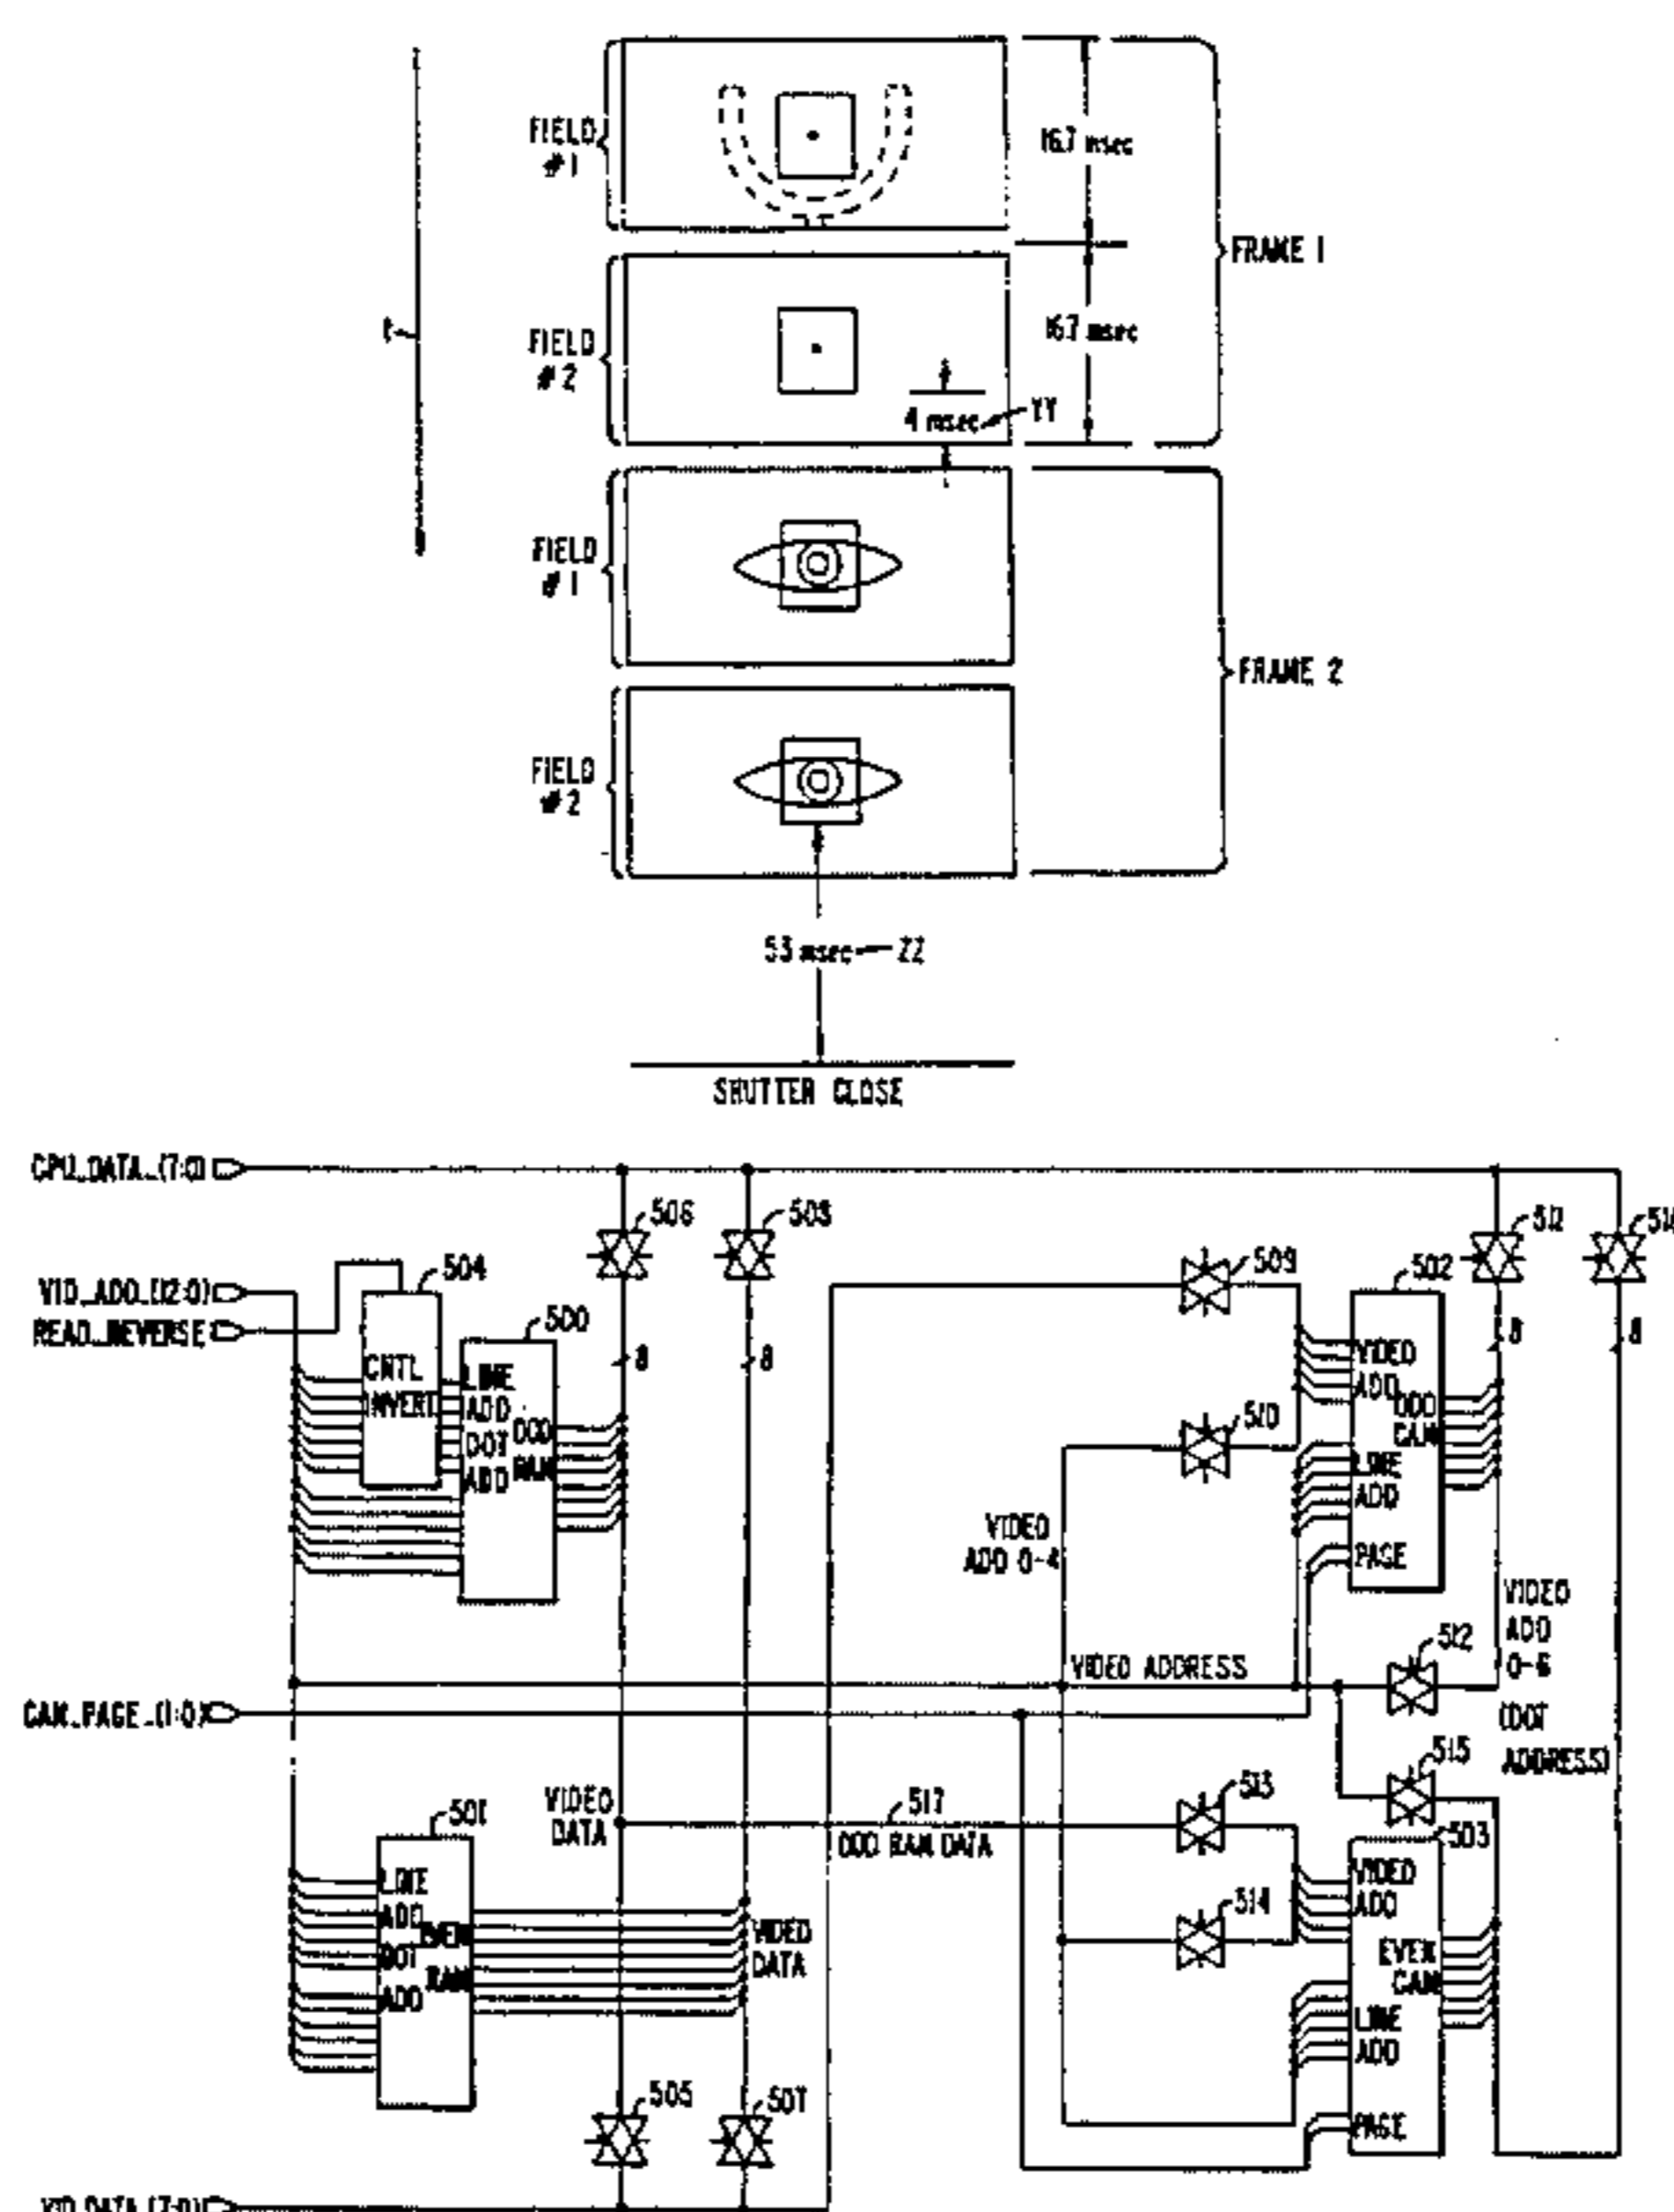 FIELD
#1
16.7 msec
FRAME 1
FIELD
#2
16.7 msec
4 msec
YY
t
FIELD
#1
FRAME 2
FIELD
#2
53 msec
ZZ
SHUTTER CLOSE
CPU_DATA_(7:0)
506
508
511
VID_ADD_(12:0)
504
509
502
READ_REVERSE
500
8
8
8
8
CNTL
INVERT
LINE
ADD
DOT
ADD
ODD
RAM
VIDEO
ADD
ODD
CAM
LINE
ADD
PAGE
510
VIDEO
ADD 0-4
VIDEO
ADD
0-6
(DOT
ADDRESS)
512
VIDEO ADDRESS
CAM_PAGE_(1:0)
515
513
517
VIDEO
DATA
ODD RAM DATA
501
503
LINE
ADD
DOT
ADD
EVEN
RAM
VIDEO
DATA
514
VIDEO
ADD
EVEN
CAM
LINE
ADD
PAGE
505
507
VID_DATA_(7:0)